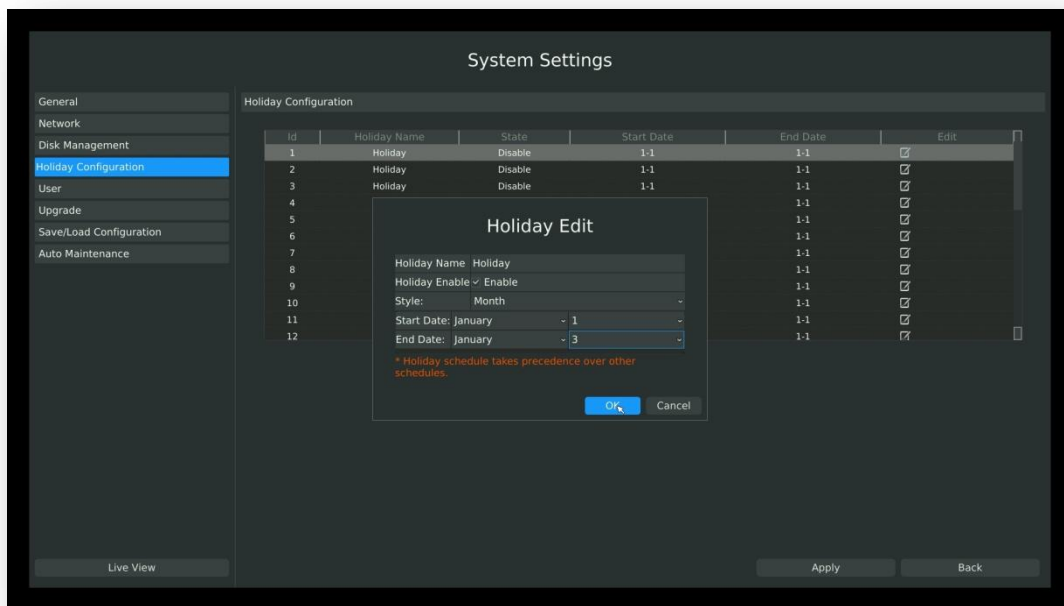 System Settings
General
Network
Disk Management
Holiday Configuration
User
Upgrade
Save/Load Configuration
Auto Maintenance
Live View
Holiday Configuration
Id Holiday Name State Start Date End Date Edit
1 Holiday Disable 1-1 1-1
2 Holiday Disable 1-1 1-1
3 Holiday Disable 1-1 1-1
4 1-1
5 1-1
6 1-1
7 1-1
8 1-1
9 1-1
10 1-1
11 1-1
12 1-1
Holiday Edit
Holiday Name Holiday
Holiday Enable Enable
Style: Month
Start Date: January 1
End Date: January 3
* Holiday schedule takes precedence over other
schedules.
OK Cancel
Apply Back